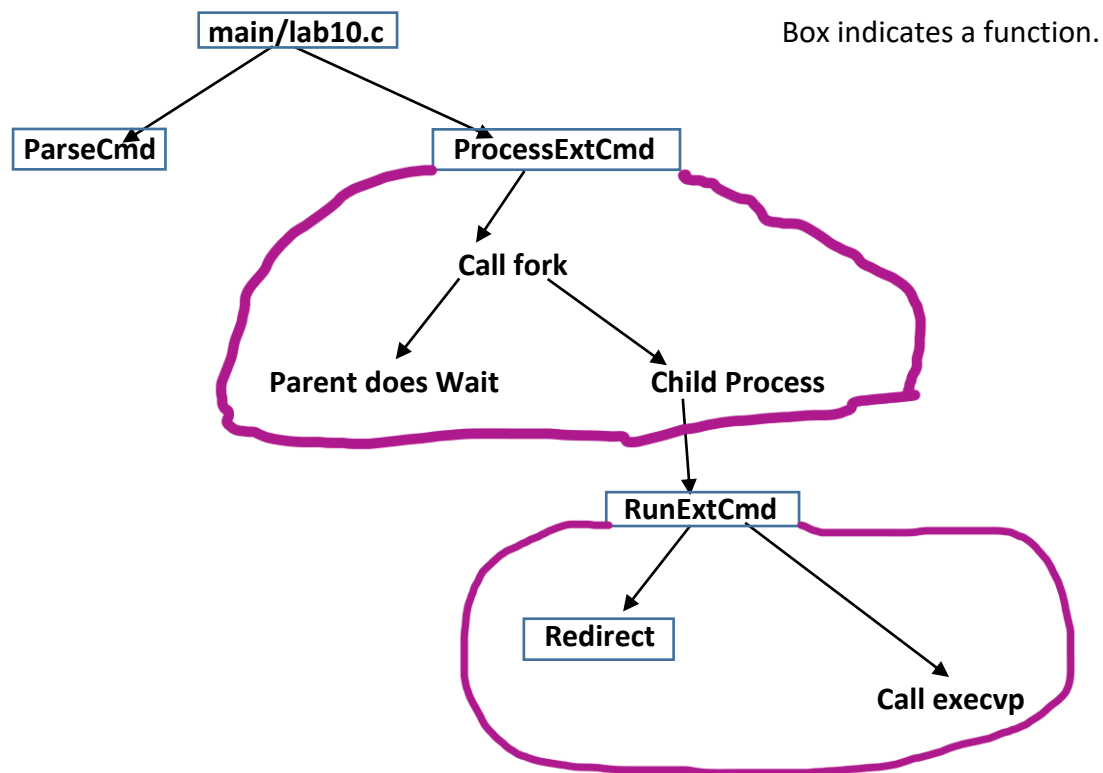 main/lab10.c
Box indicates a function.
ParseCmd
ProcessExtCmd
Call fork
Parent does Wait
Child Process
RunExtCmd
Redirect
Call execvp